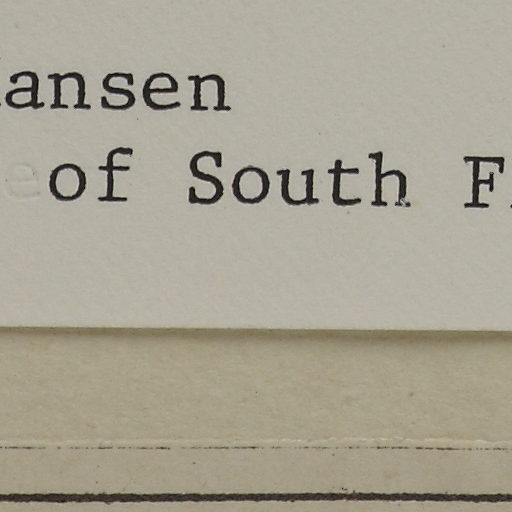 ansen
of South F